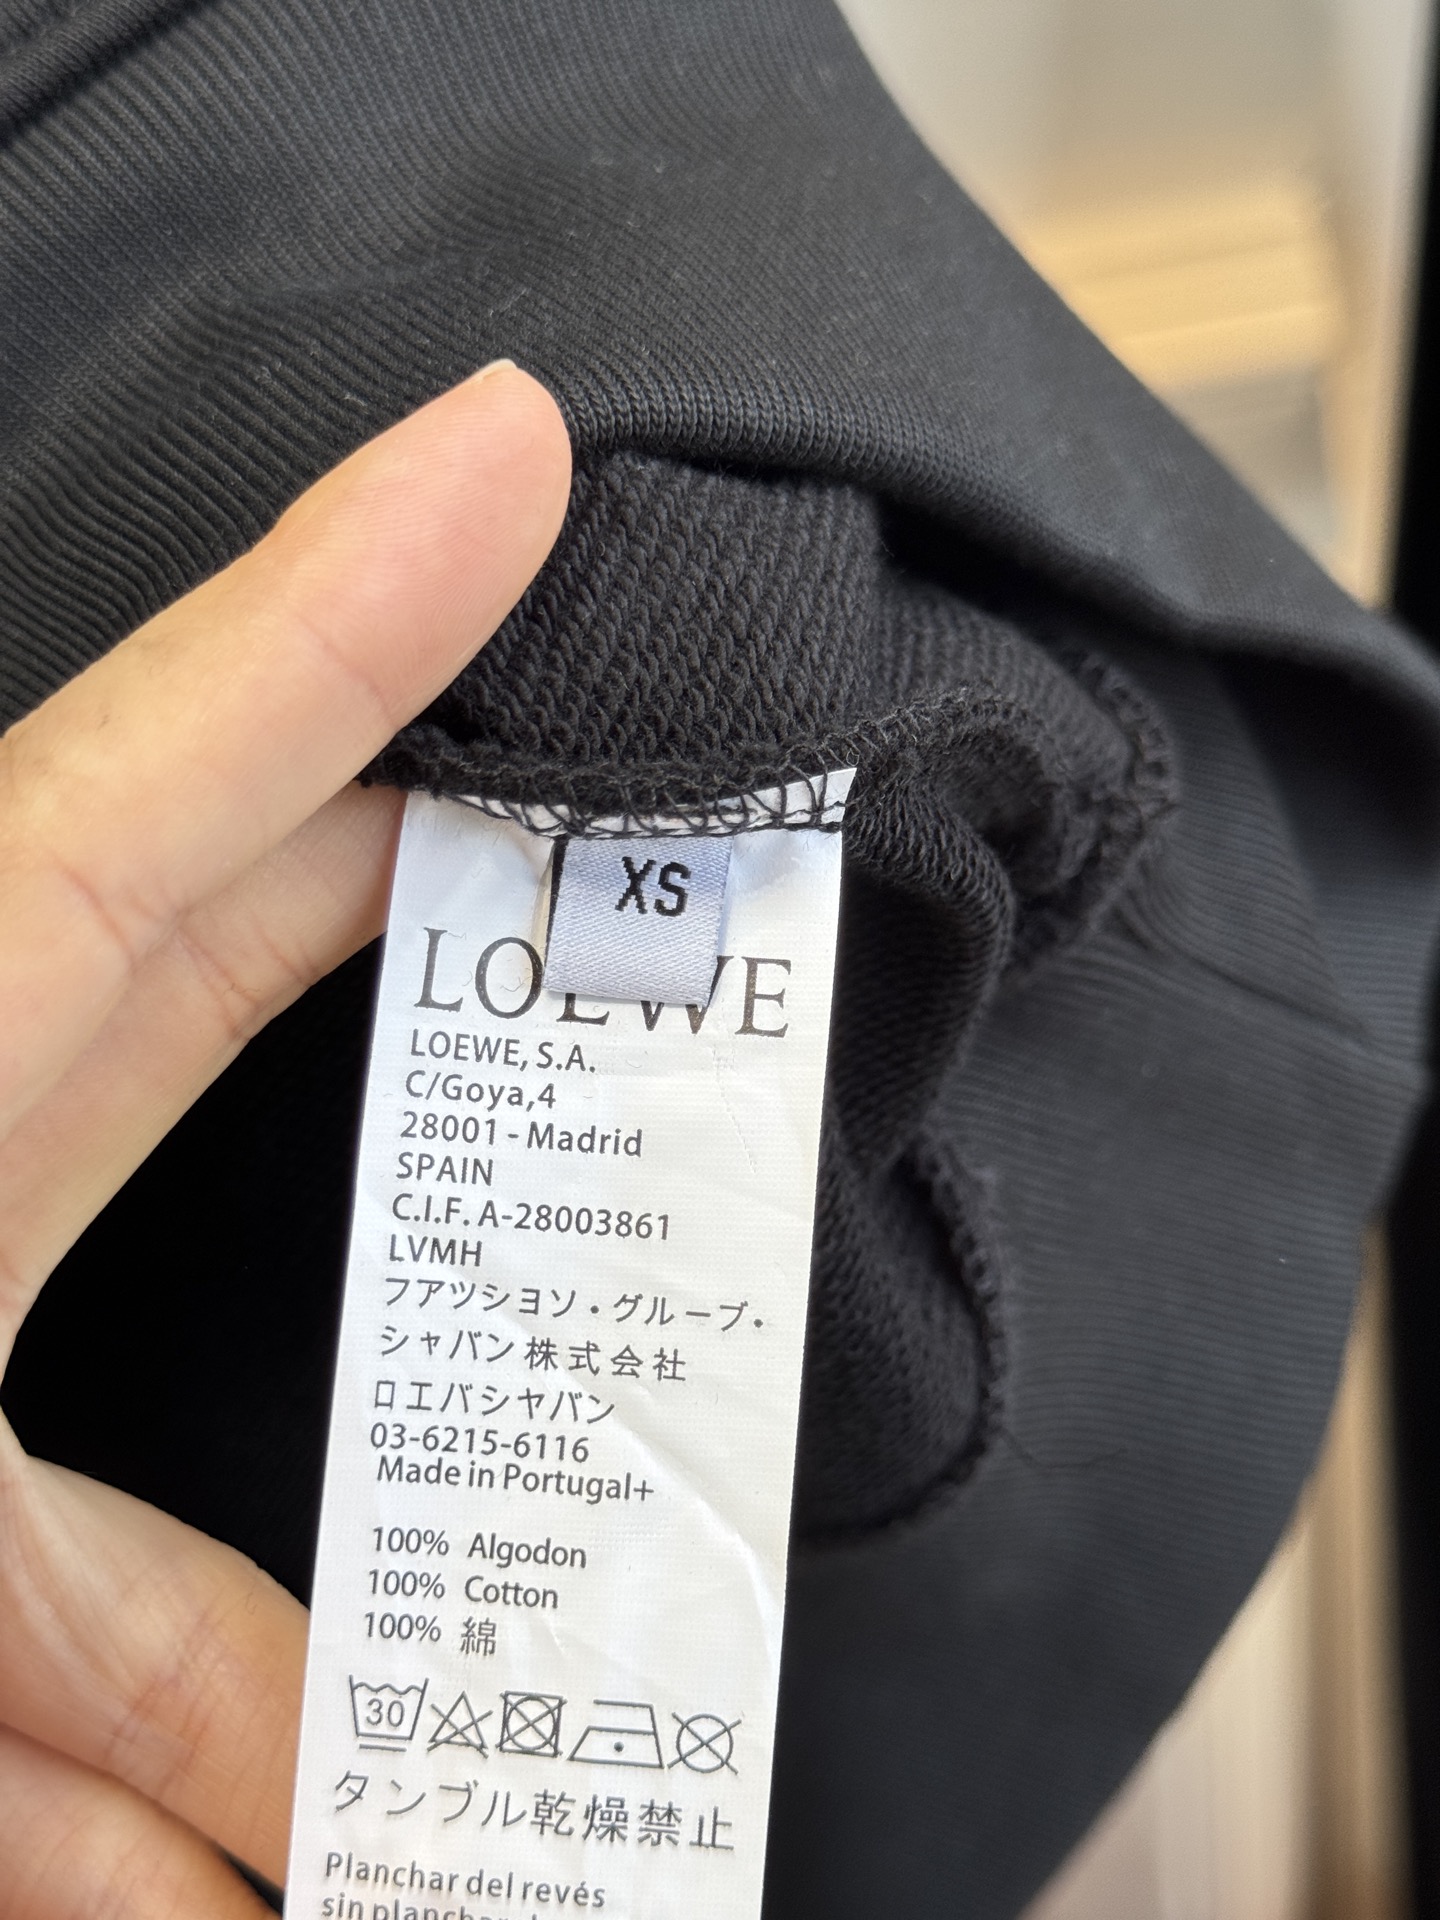 XS
LOEWE
LOEWE, S.A.
C/Goya,4
28001 - Madrid
SPAIN
C.I.F. A-28003861
LVMH
フアツシヨソ・グルーブ・
シャバン株式会社
ロエバシヤバン
03-6215-6116
Made in Portugal+
100% Algodon
100% Cotton
100% 綿
30
タンブル乾燥禁止
Planchar del revés
sin planchar